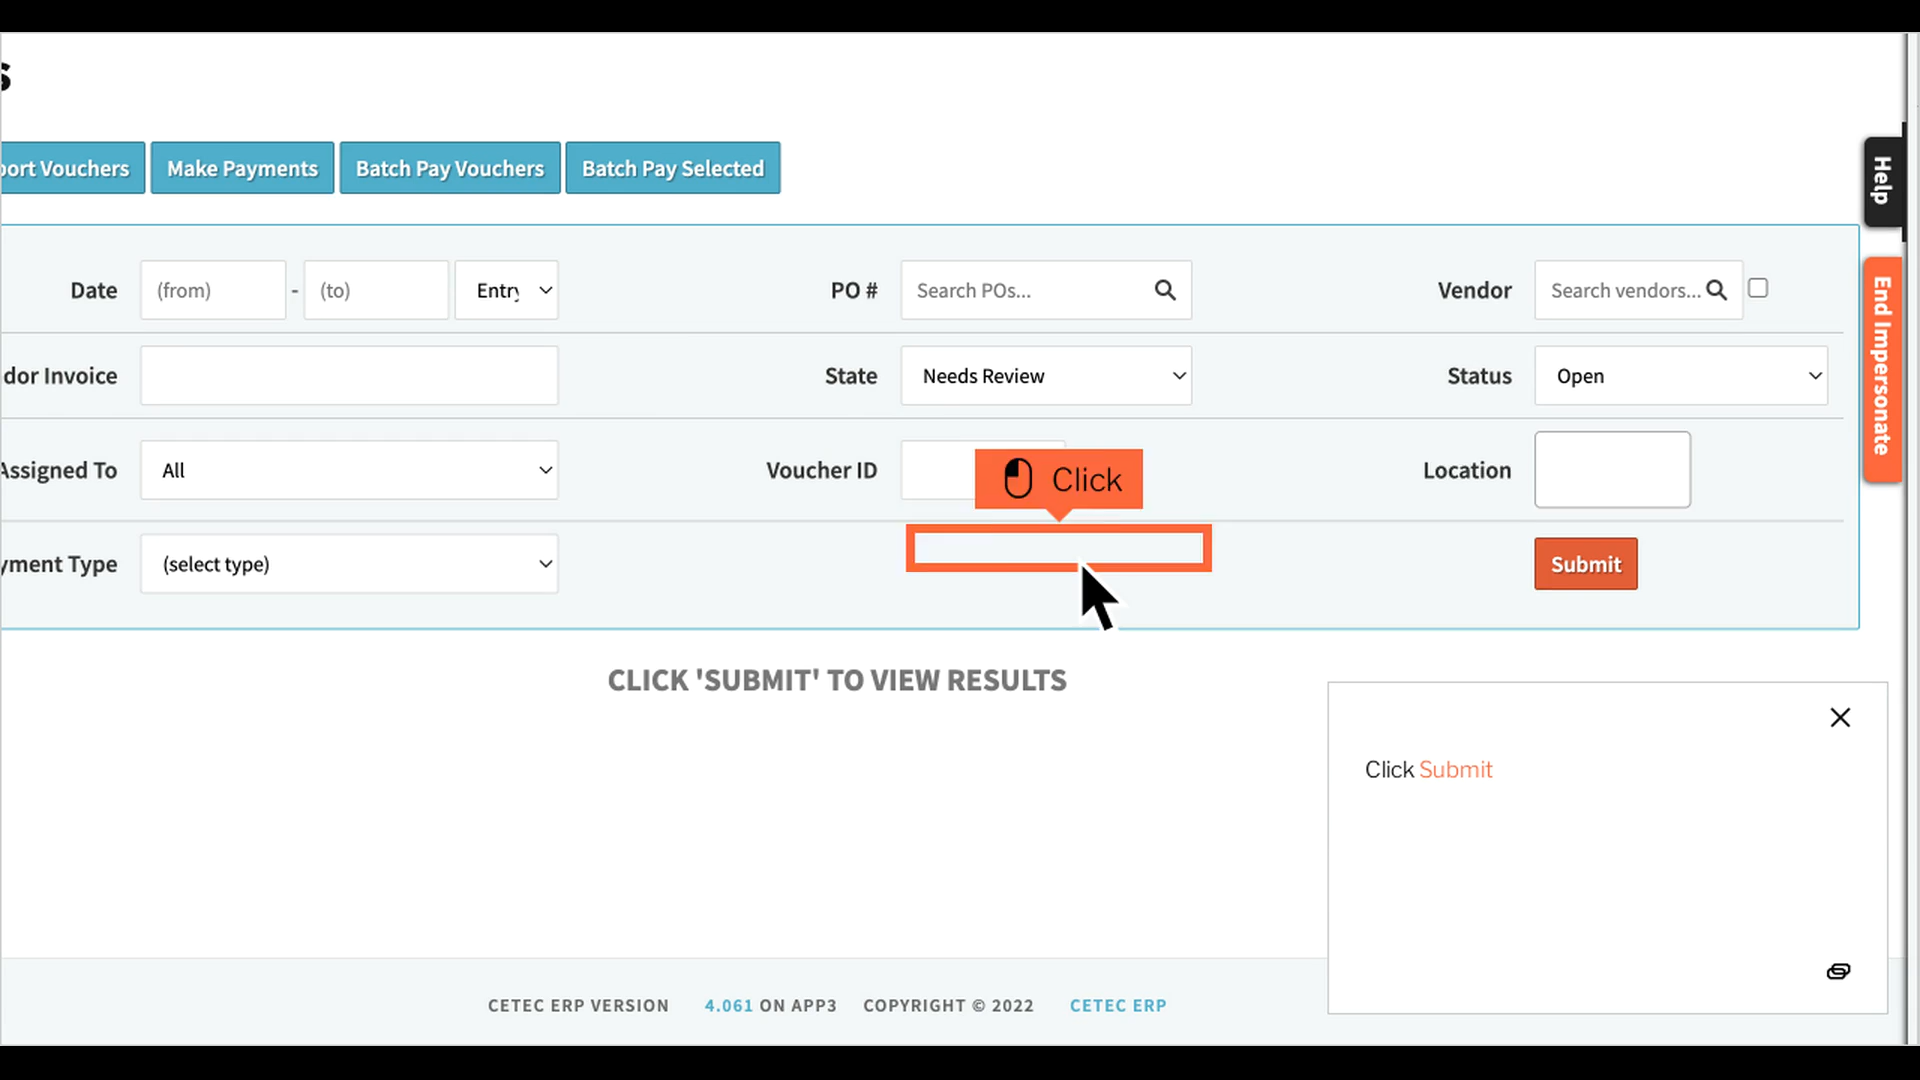 s
port Vouchers Make Payments Batch Pay Vouchers Batch Pay Selected
Help
Date (from) - (to) Entry PO # Search POs... Vendor Search vendors...
End Impersonate
dor Invoice State Needs Review Status Open
Assigned To All Voucher ID Location
Click
yment Type (select type) Submit
CLICK 'SUBMIT' TO VIEW RESULTS
Click Submit
CETEC ERP VERSION 4.061 ON APP3 COPYRIGHT © 2022 CETEC ERP